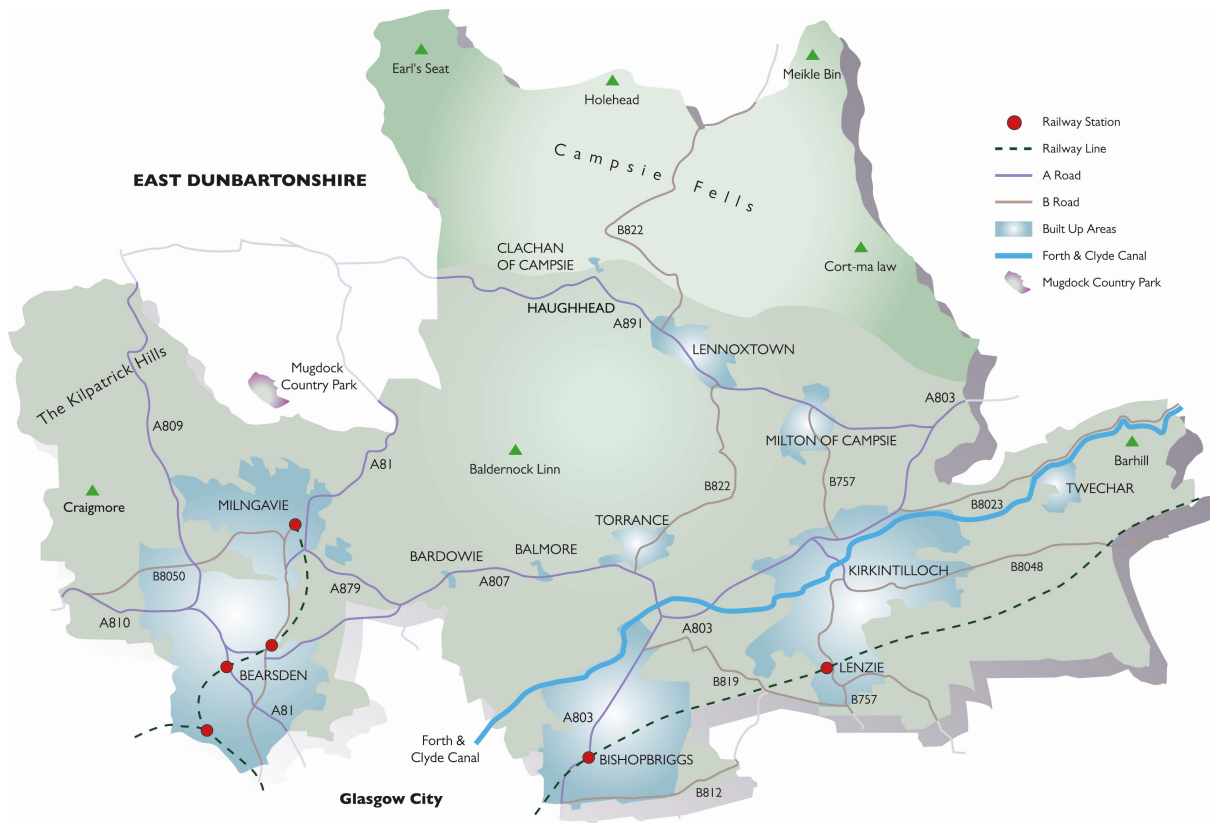 Earl's Seat
Holehead
Meikle Bin
Campsie Fells
EAST DUNBARTONSHIRE
Railway Station
Railway Line
A Road
B Road
Built Up Areas
Forth & Clyde Canal
Mugdock Country Park
B822
CLACHAN
OF CAMPSIE
Cort-ma law
HAUGHHEAD
A891
LENNOXTOWN
The Kilpatrick Hills
Mugdock
Country Park
A809
A803
MILTON OF CAMPSIE
A81
Baldernock Linn
Barhill
Craigmore
MILNGAVIE
B822
B757
TWECHAR
B8023
TORRANCE
BARDOWIE
BALMORE
B8050
A879
A807
KIRKINTILLOCH
B8048
A810
A803
BEARSDEN
LENZIE
B819
B757
A81
A803
Forth &
Clyde Canal
BISHOPBRIGGS
B812
Glasgow City